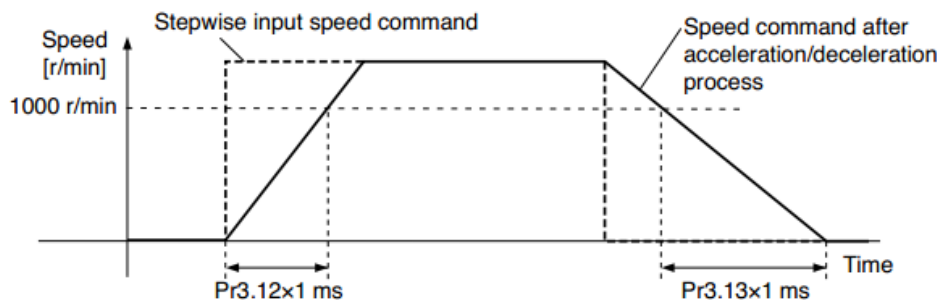 Stepwise input speed command
Speed
[r/min]
Speed command after
acceleration/deceleration
process
1000 r/min
Time
Pr3.12×1 ms
Pr3.13×1 ms